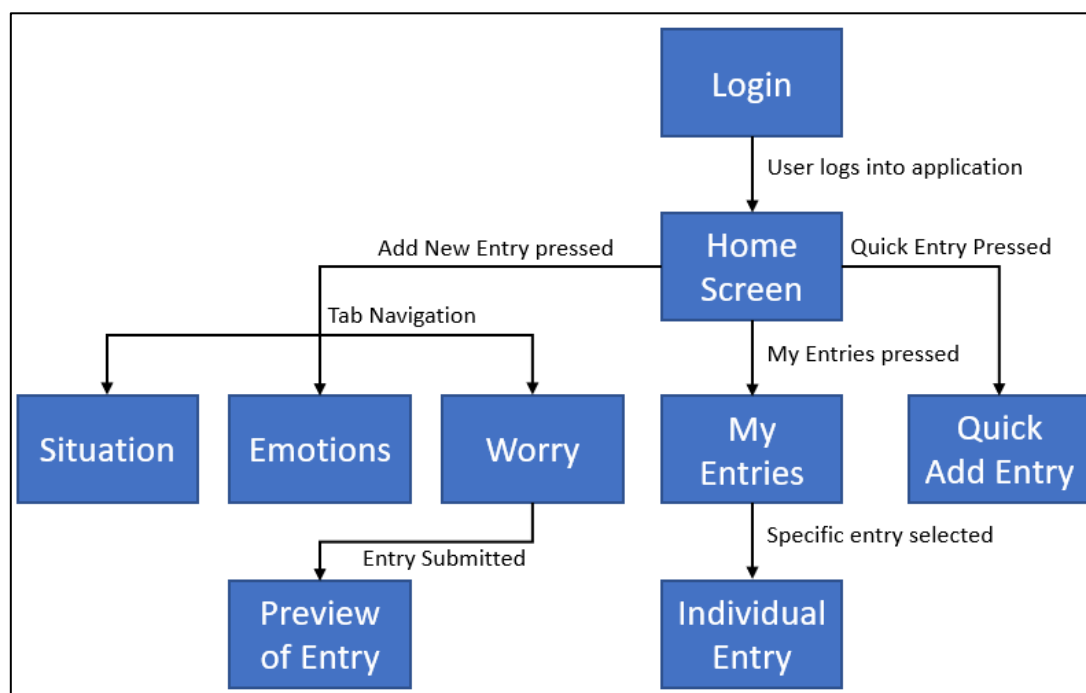 Login
User logs into application
Add New Entry pressed
Home
Screen
Quick Entry Pressed
Tab Navigation
My Entries pressed
Situation
Emotions
Worry
My
Entries
Quick
Add Entry
Entry Submitted
Specific entry selected
Preview
of Entry
Individual
Entry